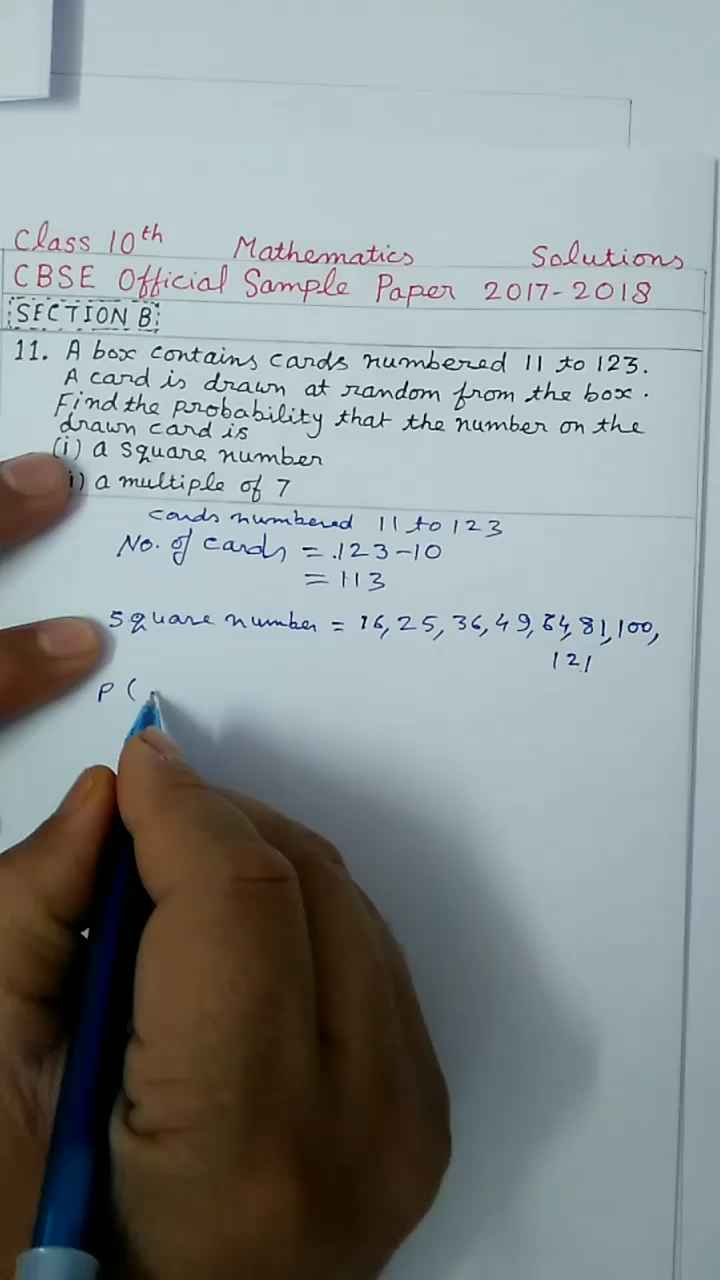 Class 10th Mathematics Solutions
CBSE Official Sample Paper 2017-2018
SECTION B
11. A box contains cards numbered 11 to 123.
A card is drawn at random from the box.
Find the probability that the number on the
drawn card is
(i) a square number
i) a multiple of 7
cards numbered 11 to 123
No. of cards = 123-10
= 113
square number = 16, 25, 36, 49, 64, 81, 100,
121
P (